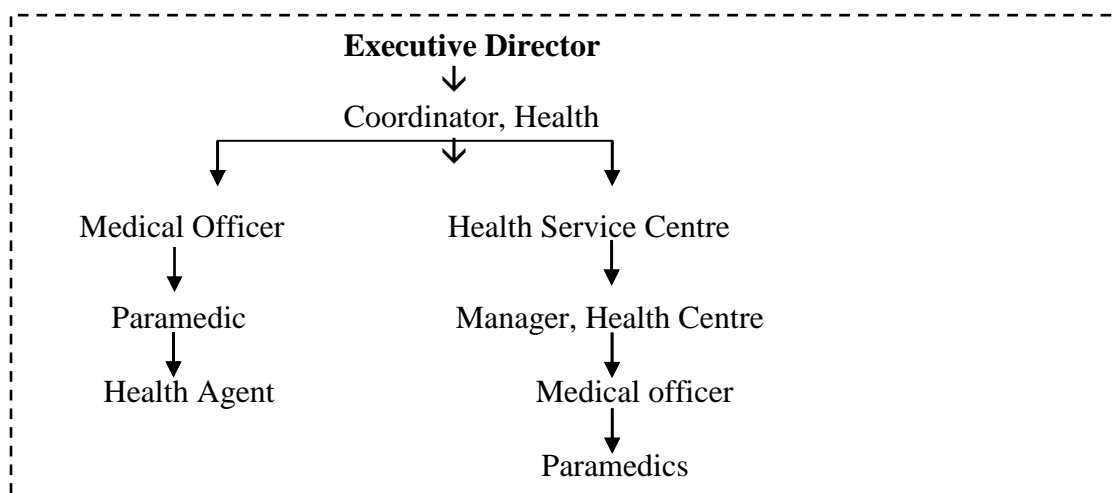 Executive Director
Coordinator, Health
Medical Officer Health Service Centre
Paramedic Manager, Health Centre
Health Agent Medical officer
Paramedics